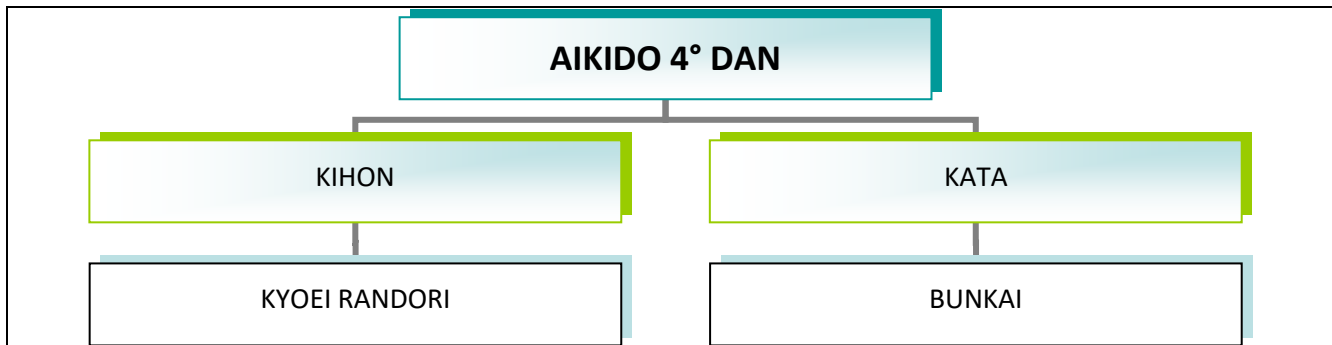 AIKIDO 4° DAN
KIHON
KATA
KYOEI RANDORI
BUNKAI